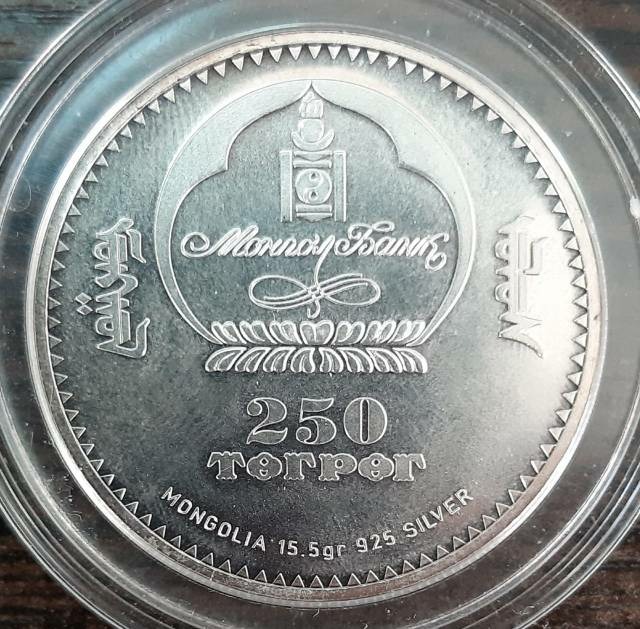 Монгол Банк
250
төгрөг
MONGOLIA 15.5gr 925 SILVER